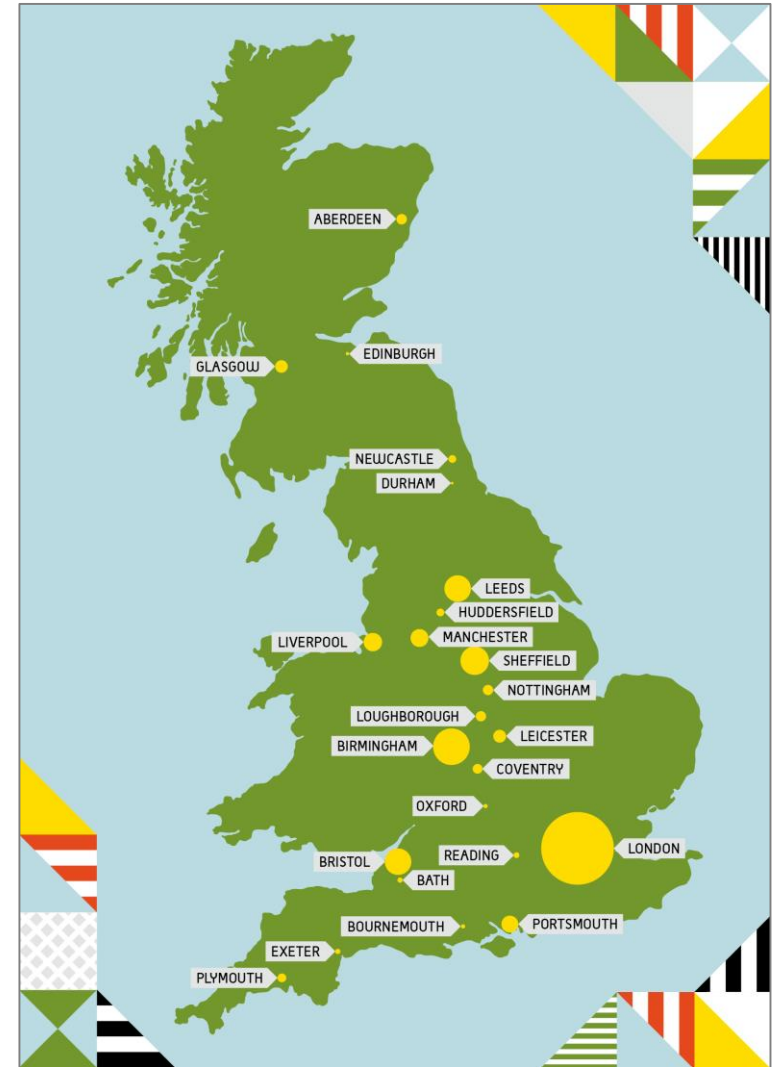 ABERDEEN
EDINBURGH
GLASGOW
NEWCASTLE
DURHAM
LEEDS
HUDDERSFIELD
MANCHESTER
LIVERPOOL
SHEFFIELD
NOTTINGHAM
LOUGHBOROUGH
LEICESTER
BIRMINGHAM
COVENTRY
OXFORD
LONDON
READING
BRISTOL
BATH
PORTSMOUTH
BOURNEMOUTH
EXETER
PLYMOUTH